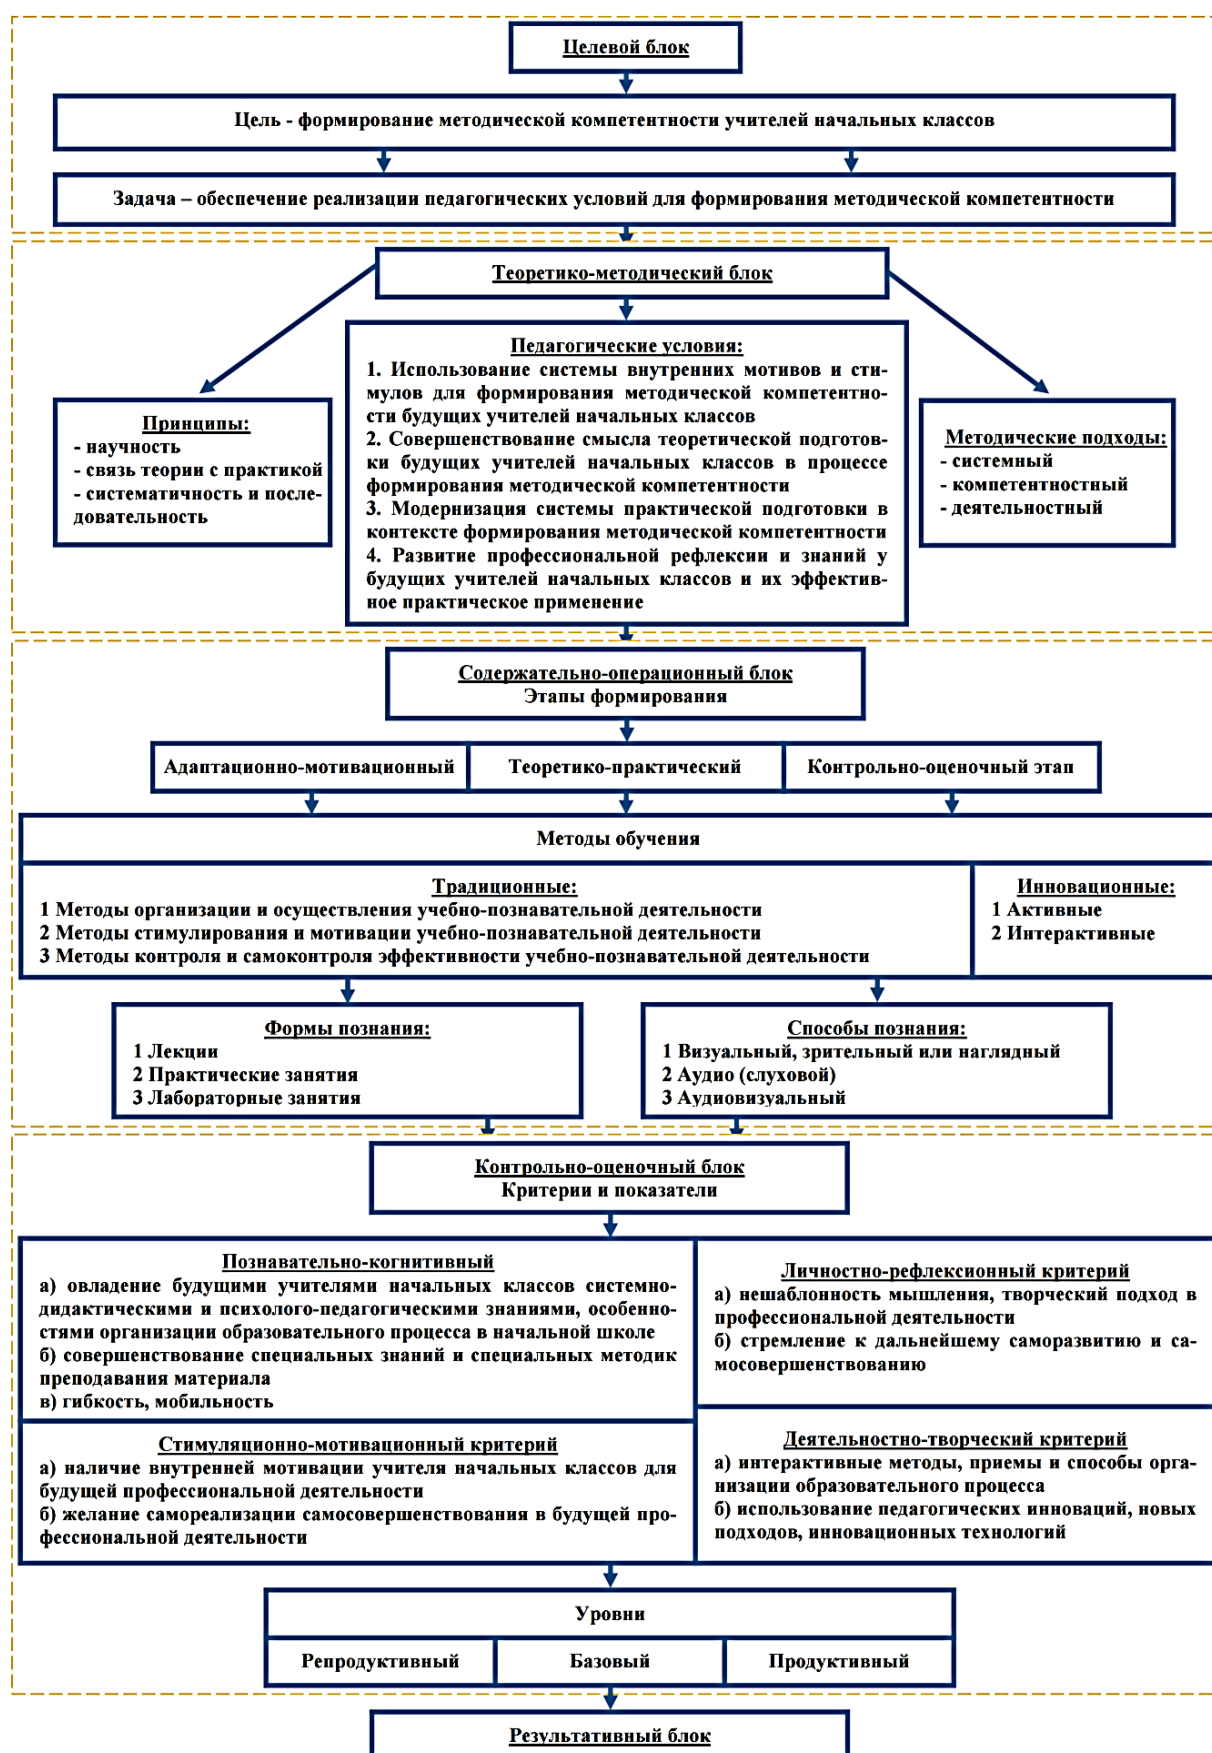 Целевой блок
Цель - формирование методической компетентности учителей начальных классов
Задача – обеспечение реализации педагогических условий для формирования методической компетентности
Теоретико-методический блок
Принципы:
- научность
- связь теории с практикой
- систематичность и после-
довательность
Педагогические условия:
1. Использование системы внутренних мотивов и сти-
мулов для формирования методической компетентно-
сти будущих учителей начальных классов
2. Совершенствование смысла теоретической подготов-
ки будущих учителей начальных классов в процессе
формирования методической компетентности
3. Модернизация системы практической подготовки в
контексте формирования методической компетентности
4. Развитие профессиональной рефлексии и знаний у
будущих учителей начальных классов и их эффектив-
ное практическое применение
Методические подходы:
- системный
- компетентностный
- деятельностный
Содержательно-операционный блок
Этапы формирования
Адаптационно-мотивационный
Теоретико-практический
Контрольно-оценочный этап
Методы обучения
Традиционные:
1 Методы организации и осуществления учебно-познавательной деятельности
2 Методы стимулирования и мотивации учебно-познавательной деятельности
3 Методы контроля и самоконтроля эффективности учебно-познавательной деятельности
Инновационные:
1 Активные
2 Интерактивные
Формы познания:
1 Лекции
2 Практические занятия
3 Лабораторные занятия
Способы познания:
1 Визуальный, зрительный или наглядный
2 Аудио (слуховой)
3 Аудиовизуальный
Контрольно-оценочный блок
Критерии и показатели
Познавательно-когнитивный
а) овладение будущими учителями начальных классов системно-
дидактическими и психолого-педагогическими знаниями, особенно-
стями организации образовательного процесса в начальной школе
б) совершенствование специальных знаний и специальных методик
преподавания материала
в) гибкость, мобильность
Личностно-рефлексионный критерий
а) нешаблонность мышления, творческий подход в
профессиональной деятельности
б) стремление к дальнейшему саморазвитию и са-
мосовершенствованию
Стимуляционно-мотивационный критерий
а) наличие внутренней мотивации учителя начальных классов для
будущей профессиональной деятельности
б) желание самореализации самосовершенствования в будущей про-
фессиональной деятельности
Деятельностно-творческий критерий
а) интерактивные методы, приемы и способы орга-
низации образовательного процесса
б) использование педагогических инноваций, новых
подходов, инновационных технологий
Уровни
Репродуктивный
Базовый
Продуктивный
Результативный блок